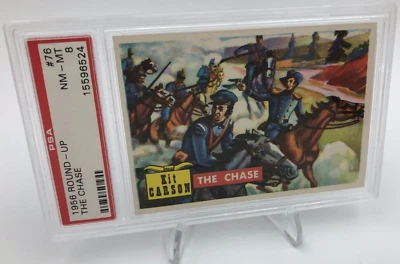 1956 ROUND-UP
THE CHASE
PSA
#76
NM-MT 8
15596524
Kit
CARSON
THE CHASE